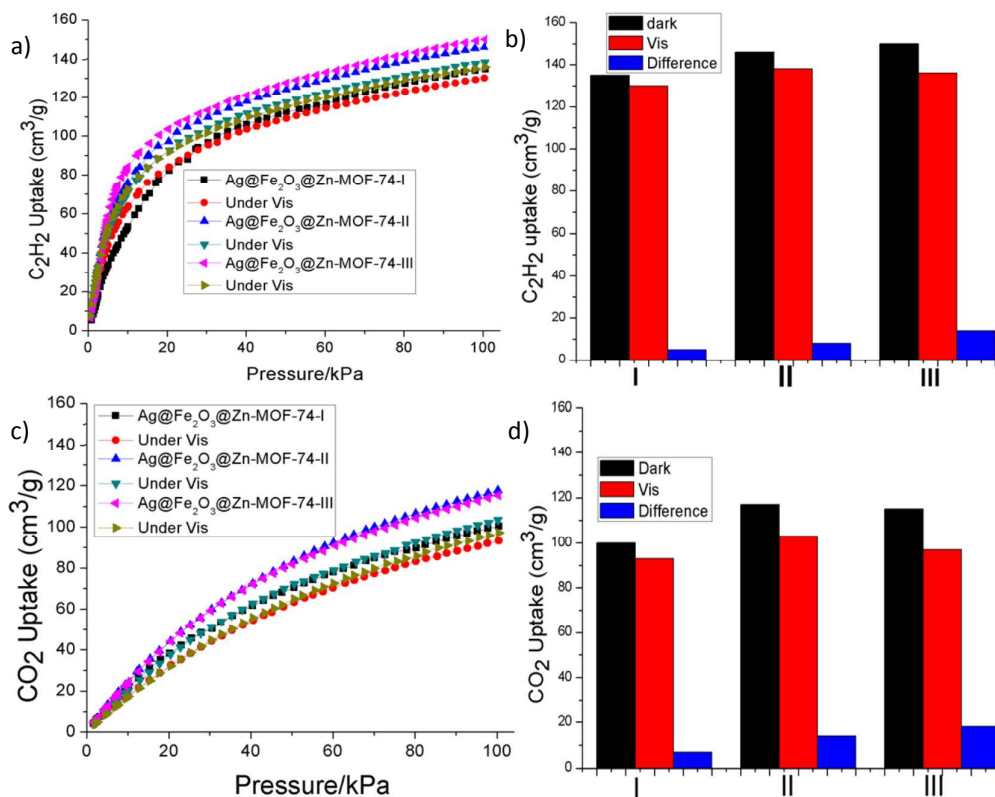 a)
C2H2 Uptake (cm3/g)
160
140
120
100
80
60
40
20
0
Ag@Fe2O3@Zn-MOF-74-I
Under Vis
Ag@Fe2O3@Zn-MOF-74-II
Under Vis
Ag@Fe2O3@Zn-MOF-74-III
Under Vis
0 20 40 60 80 100
Pressure/kPa
b)
C2H2 uptake (cm3/g)
160
140
120
100
80
60
40
20
0
dark
Vis
Difference
I II III
c)
CO2 Uptake (cm3/g)
160
140
120
100
80
60
40
20
0
Ag@Fe2O3@Zn-MOF-74-I
Under Vis
Ag@Fe2O3@Zn-MOF-74-II
Under Vis
Ag@Fe2O3@Zn-MOF-74-III
Under Vis
0 20 40 60 80 100
Pressure/kPa
d)
CO2 Uptake (cm3/g)
160
140
120
100
80
60
40
20
0
Dark
Vis
Difference
I II III